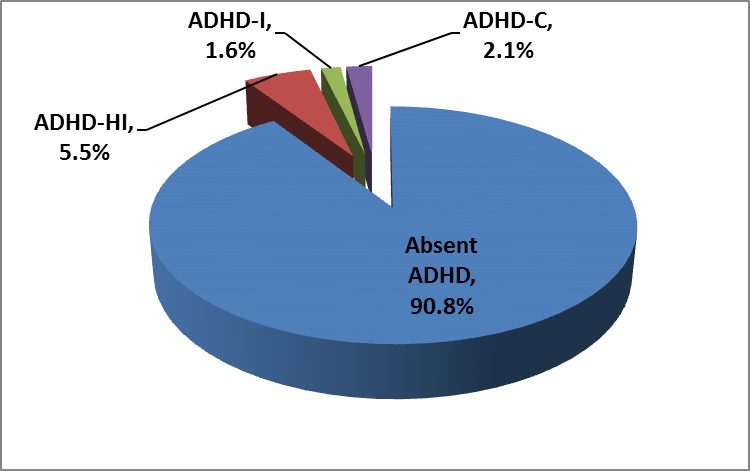 ADHD-I,
1.6%
ADHD-C,
2.1%
ADHD-HI,
5.5%
Absent
ADHD,
90.8%